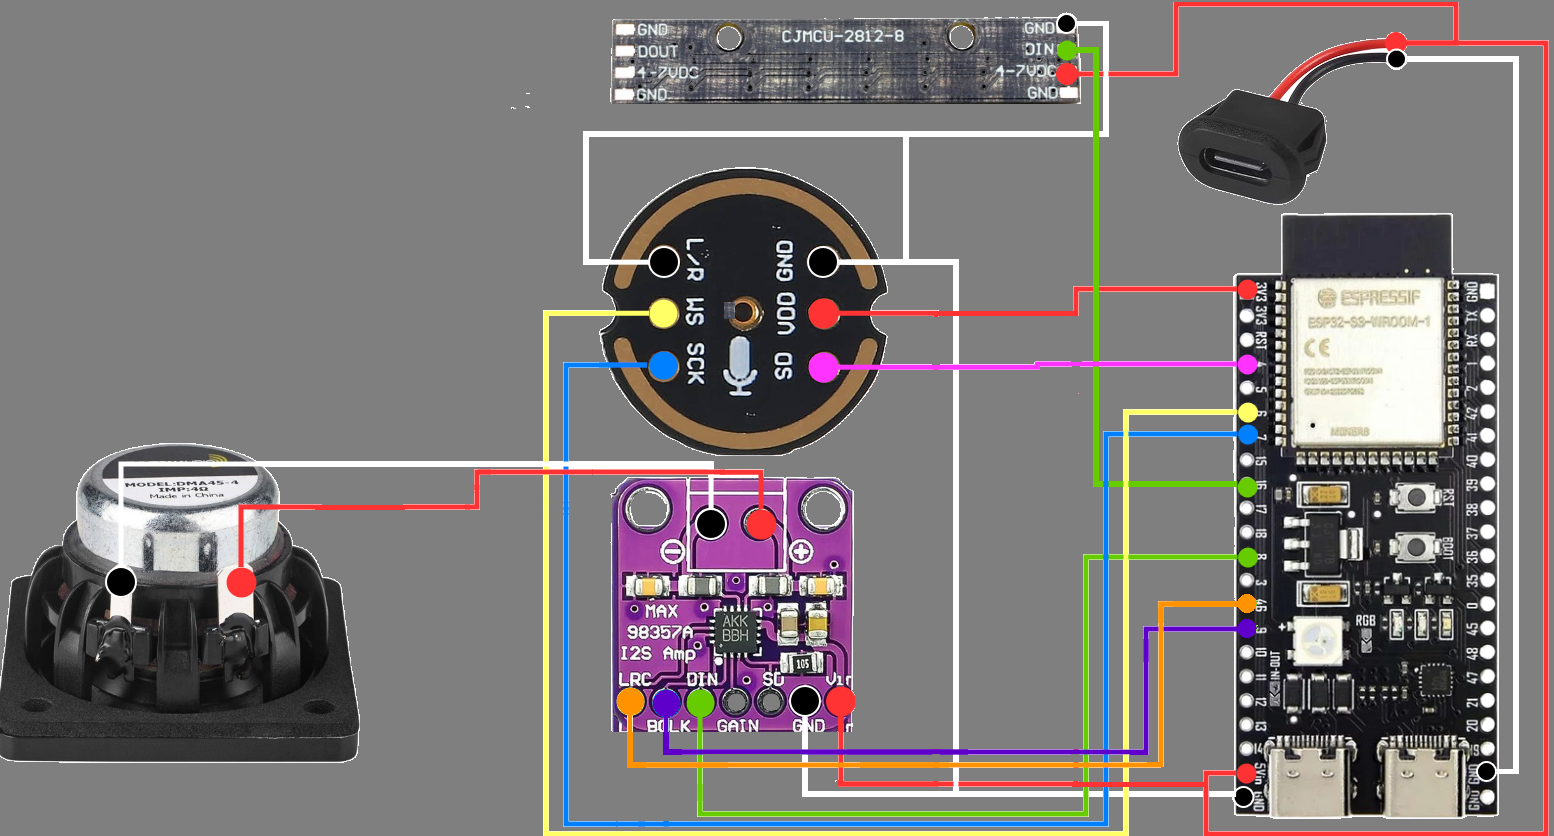 GND
DOUT
4-7VDC
GND
CJMCU-2812-8
GND
DIN
4-7VDC
GND
L/R
WS
SCK
GND
VDD
SD
MODEL:DMA45-4
IMP:4Ω
Made in China
MAX
98357A
I2S Amp
AKK
BBH
105
LRC
DIN
SD
Vin
BCLK
GAIN
GND
ESPRESSIF
ESP32-S3-WROOM-1
CE
3V3
3V3
RST
4
5
6
7
15
16
17
18
8
3
46
9
10
11
12
13
14
5Vin
GND
GND
TX
RX
1
2
42
41
40
39
38
37
36
35
0
45
48
47
21
20
19
GND
GND
RST
BOOT
RGB
IN-OUT